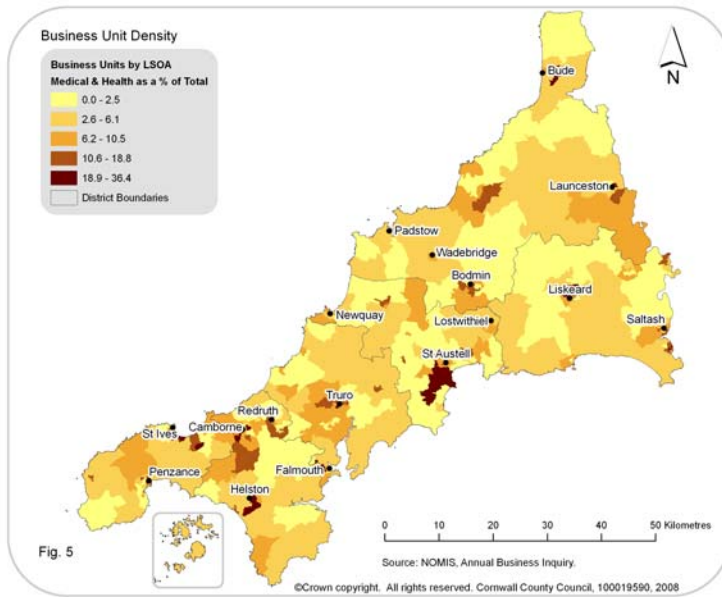 Business Unit Density
Business Units by LSOA
Medical & Health as a % of Total
0.0 - 2.5
2.6 - 6.1
6.2 - 10.5
10.6 - 18.8
18.9 - 36.4
District Boundaries
N
Bude
Launceston
Padstow
Wadebridge
Bodmin
Liskeard
Newquay
Lostwithiel
Saltash
St Austell
Truro
Redruth
Camborne
St Ives
Penzance
Falmouth
Helston
0 10 20 30 40 50 Kilometres
Fig. 5
Source: NOMIS, Annual Business Inquiry.
©Crown copyright. All rights reserved. Cornwall County Council, 100019590, 2008